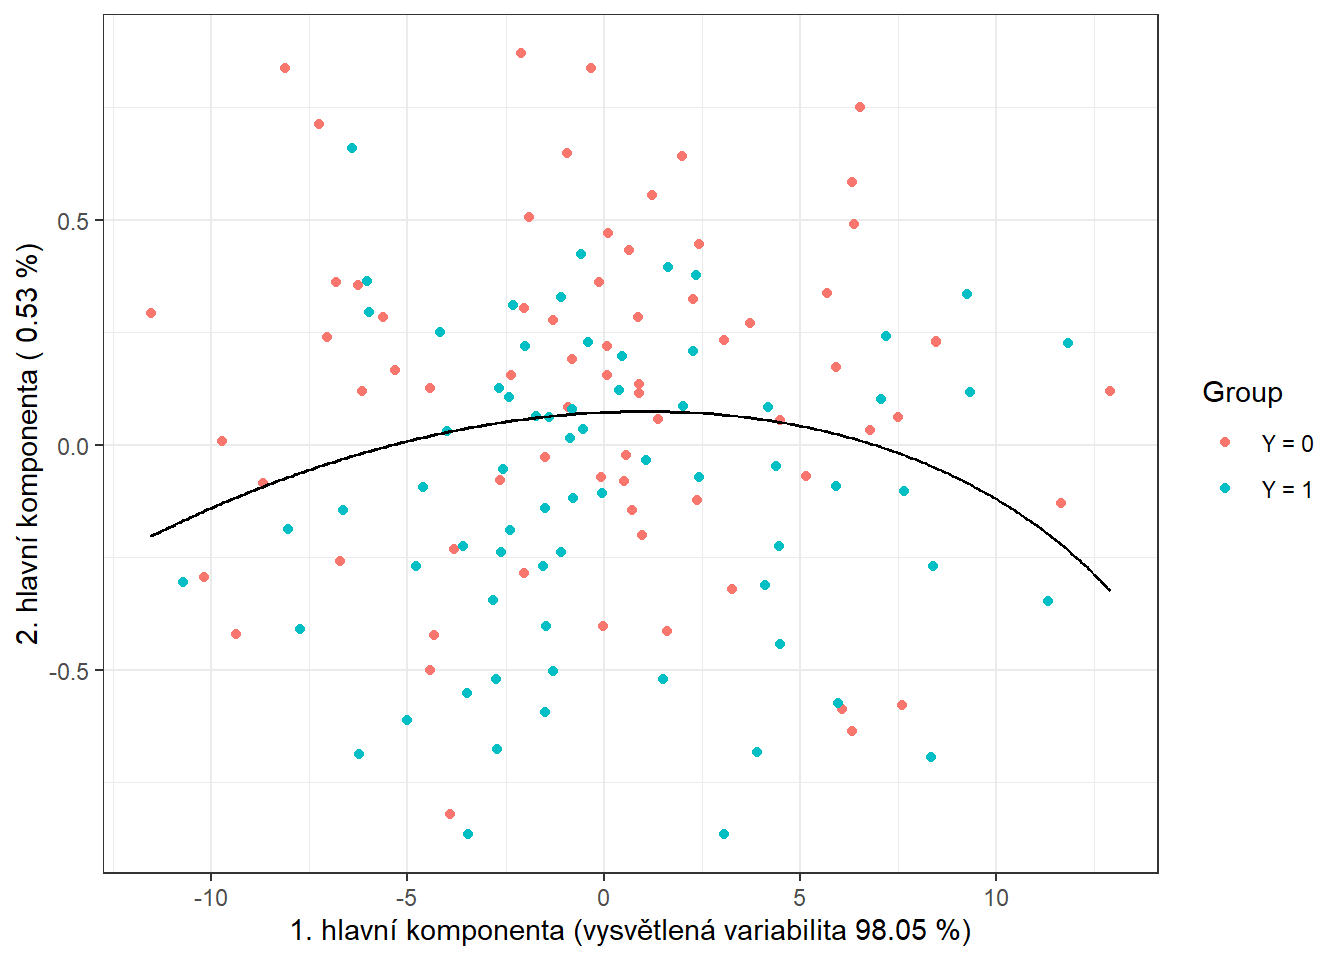 0.5
0.0
-0.5
2. hlavní komponenta ( 0.53 %)
-10
-5
0
5
10
1. hlavní komponenta (vysvětlená variabilita 98.05 %)
Group
Y = 0
Y = 1